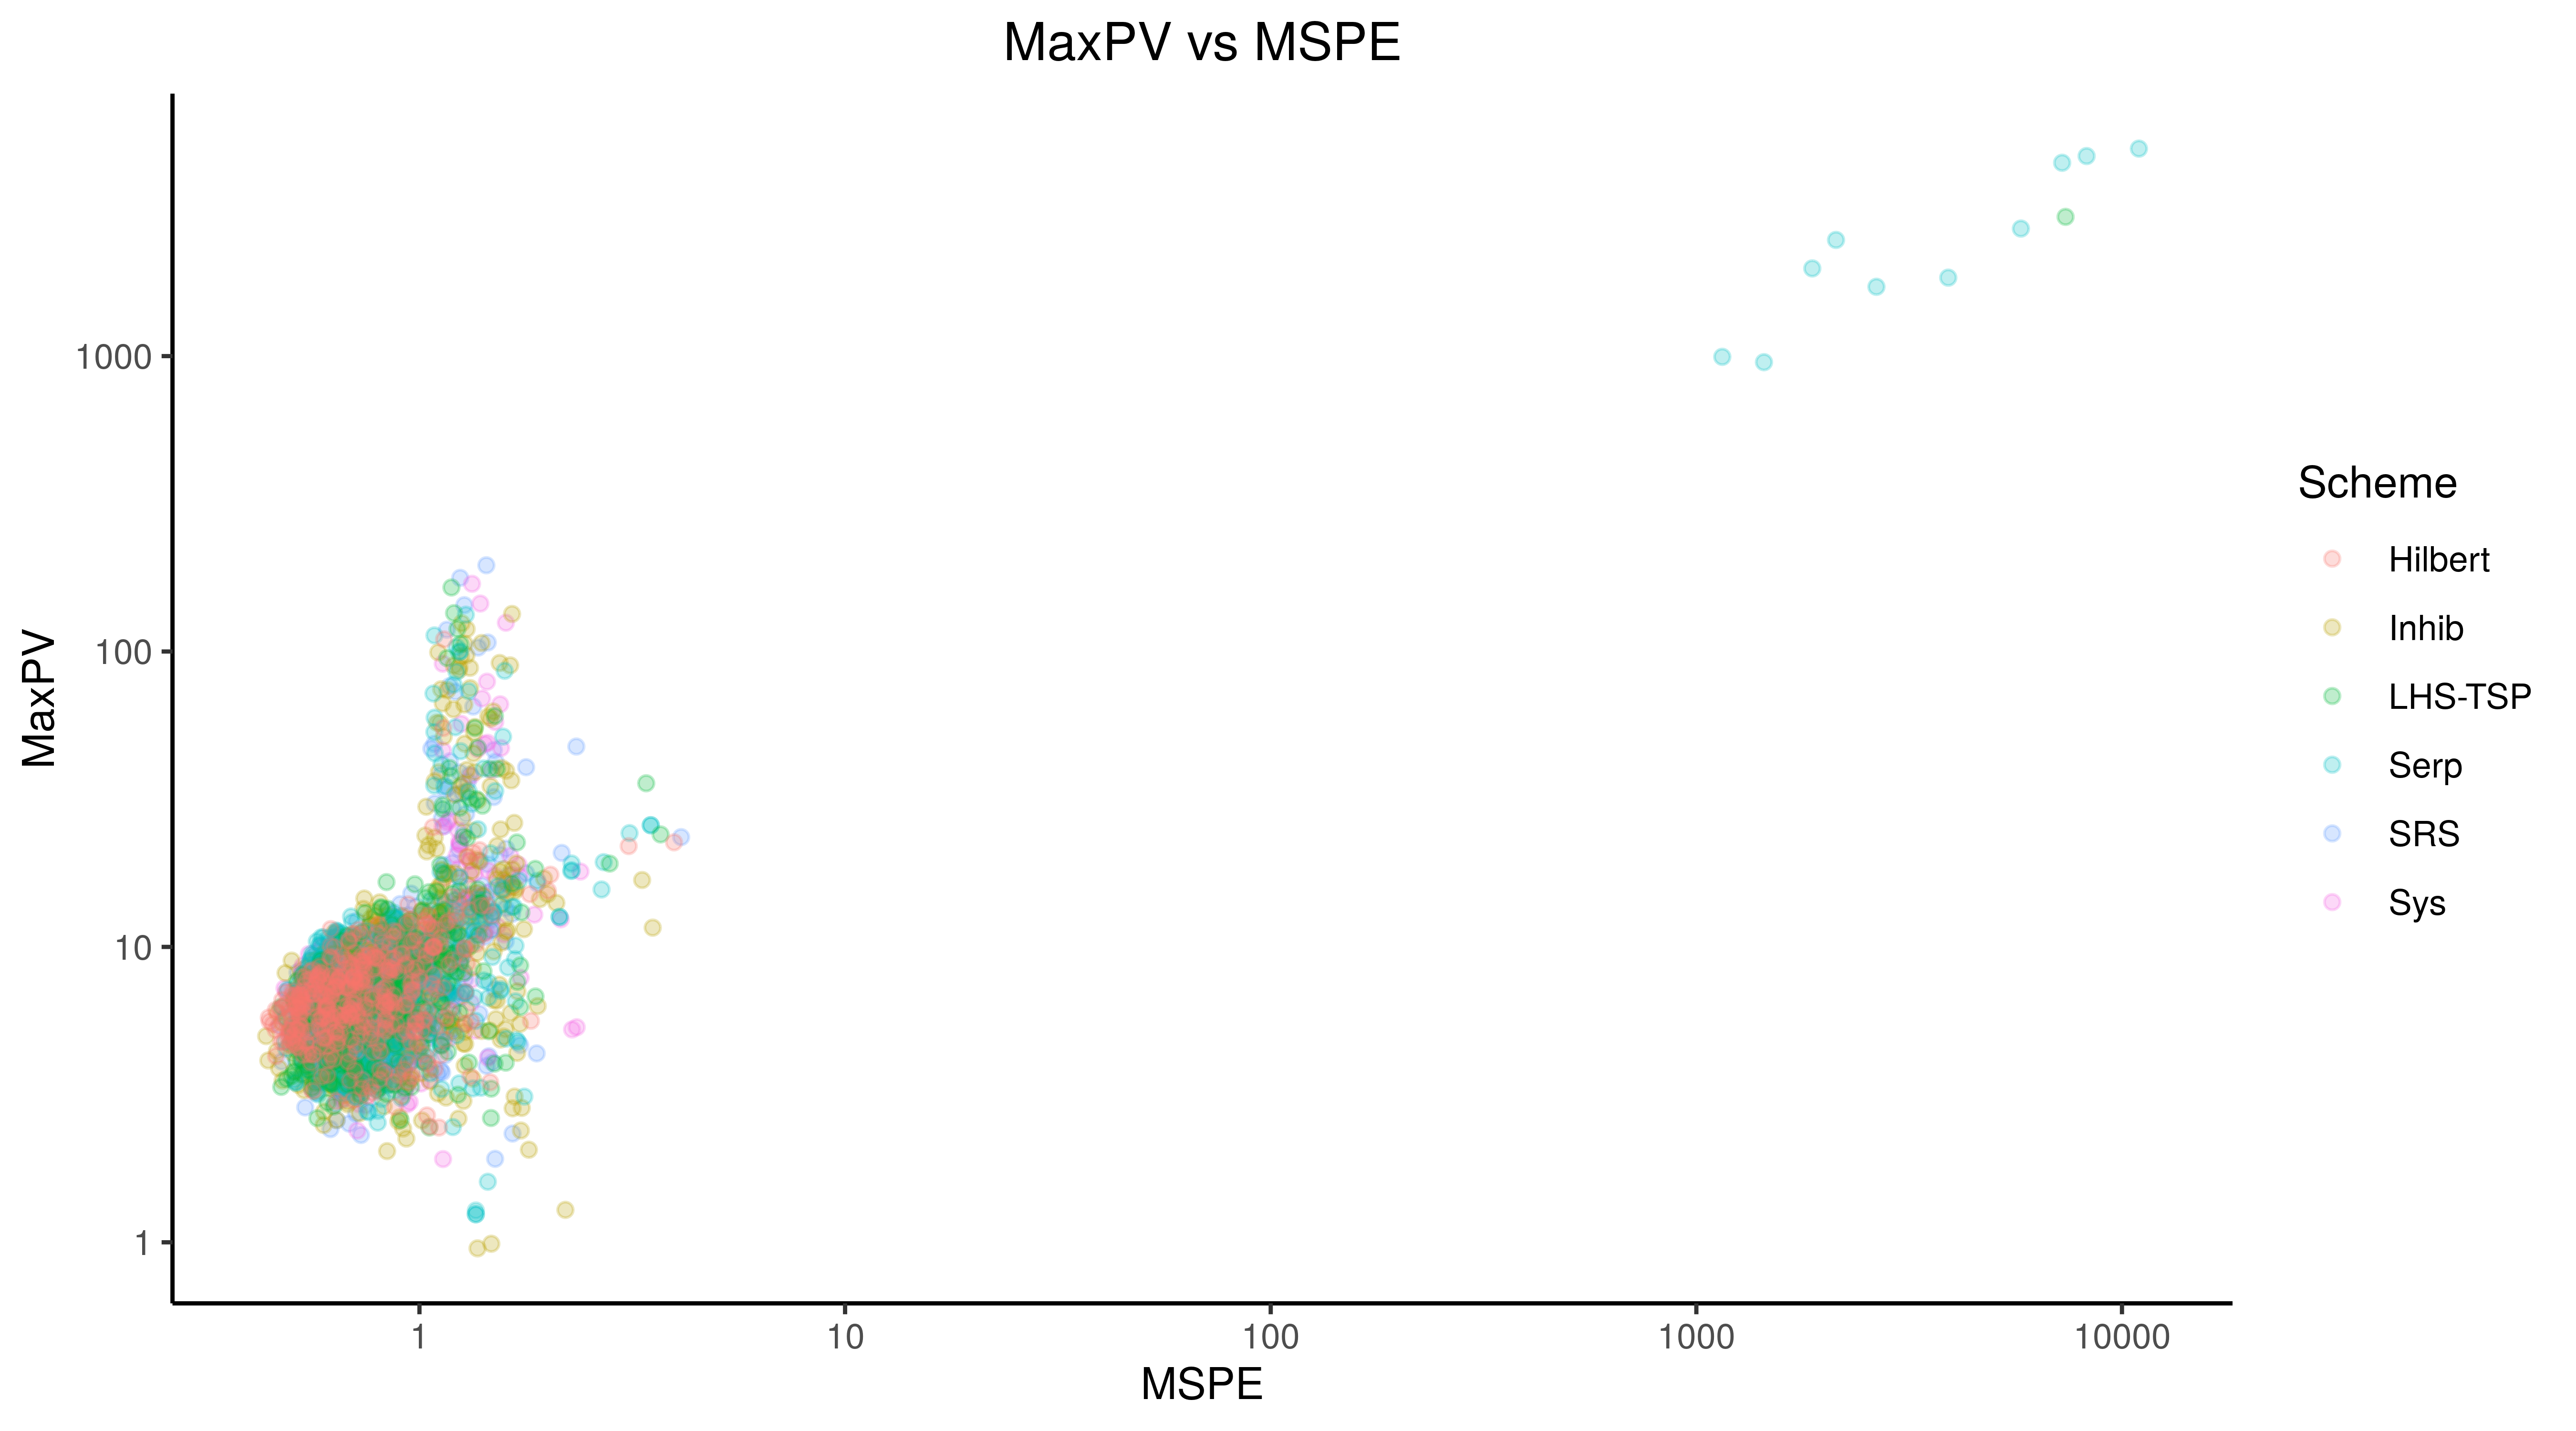 MaxPV vs MSPE
MaxPV
1000
100
10
1
1
10
100
1000
10000
MSPE
Scheme
Hilbert
Inhib
LHS-TSP
Serp
SRS
Sys